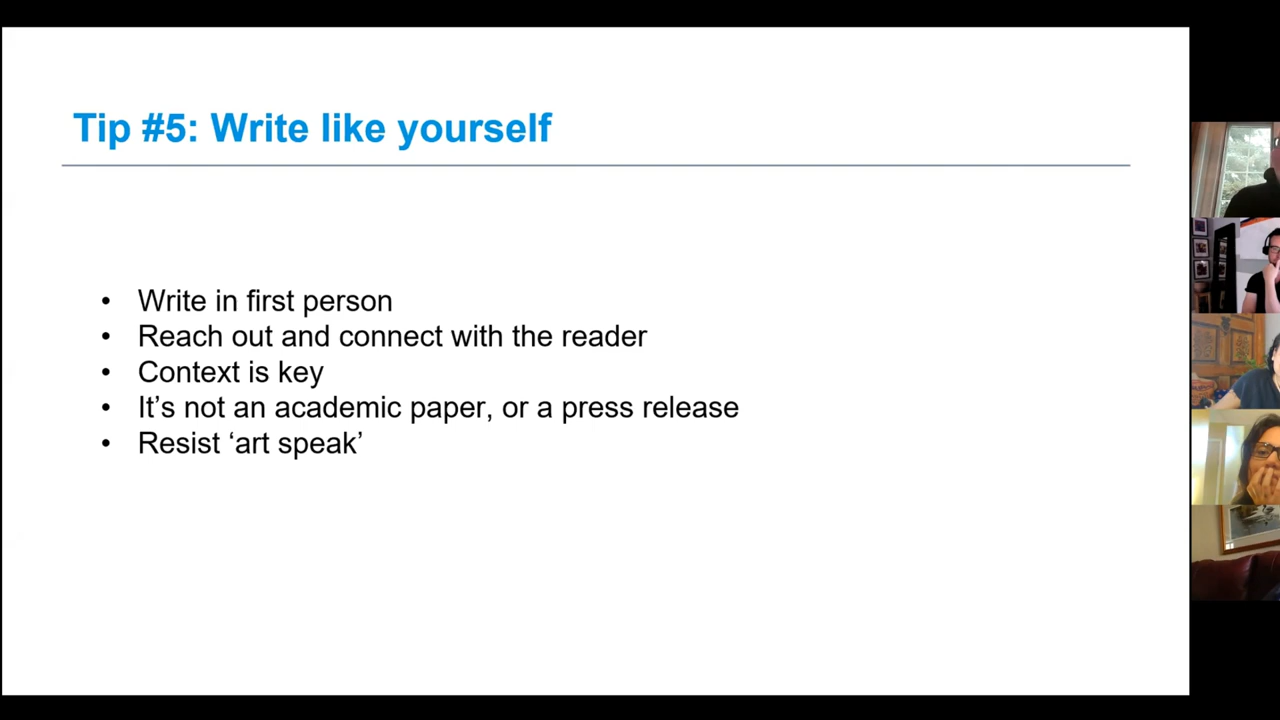 Tip #5: Write like yourself
• Write in first person
• Reach out and connect with the reader
• Context is key
• It’s not an academic paper, or a press release
• Resist ‘art speak’